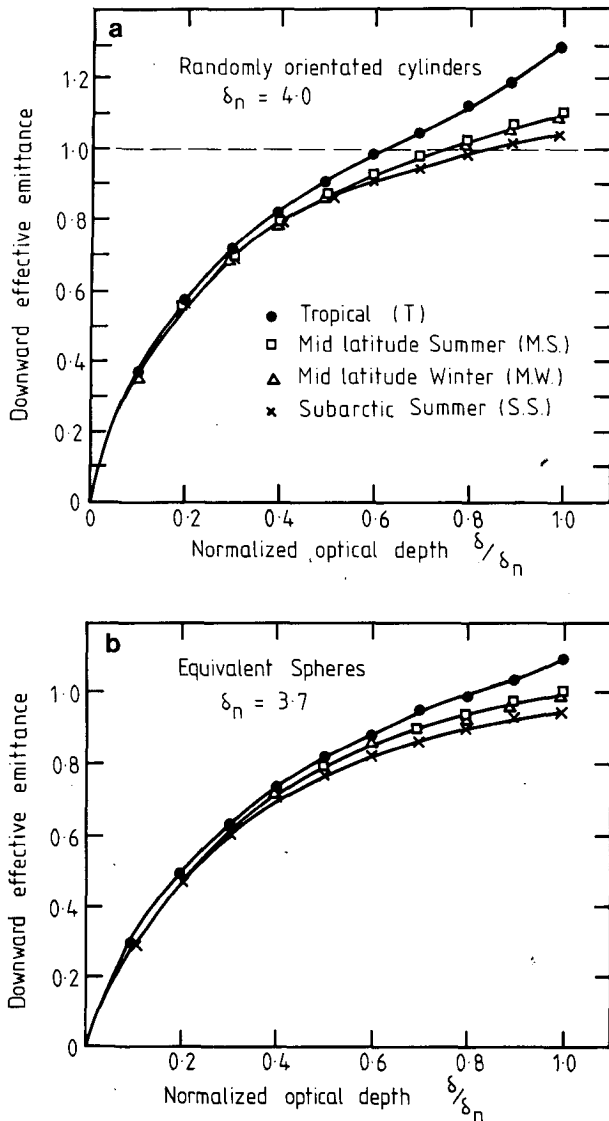 a
Randomly orientated cylinders
δn = 4·0
1·2
1·0
0·8
0·6
0·4
0·2
0
Downward effective emittance
● Tropical (T)
□ Mid latitude Summer (M.S.)
△ Mid latitude Winter (M.W.)
× Subarctic Summer (S.S.)
0 0·2 0·4 0·6 0·8 1·0
Normalized optical depth δ/δn
b
Equivalent Spheres
δn = 3·7
1·0
0·8
0·6
0·4
0·2
0
Downward effective emittance
0·2 0·4 0·6 0·8 1·0
Normalized optical depth δ/δn